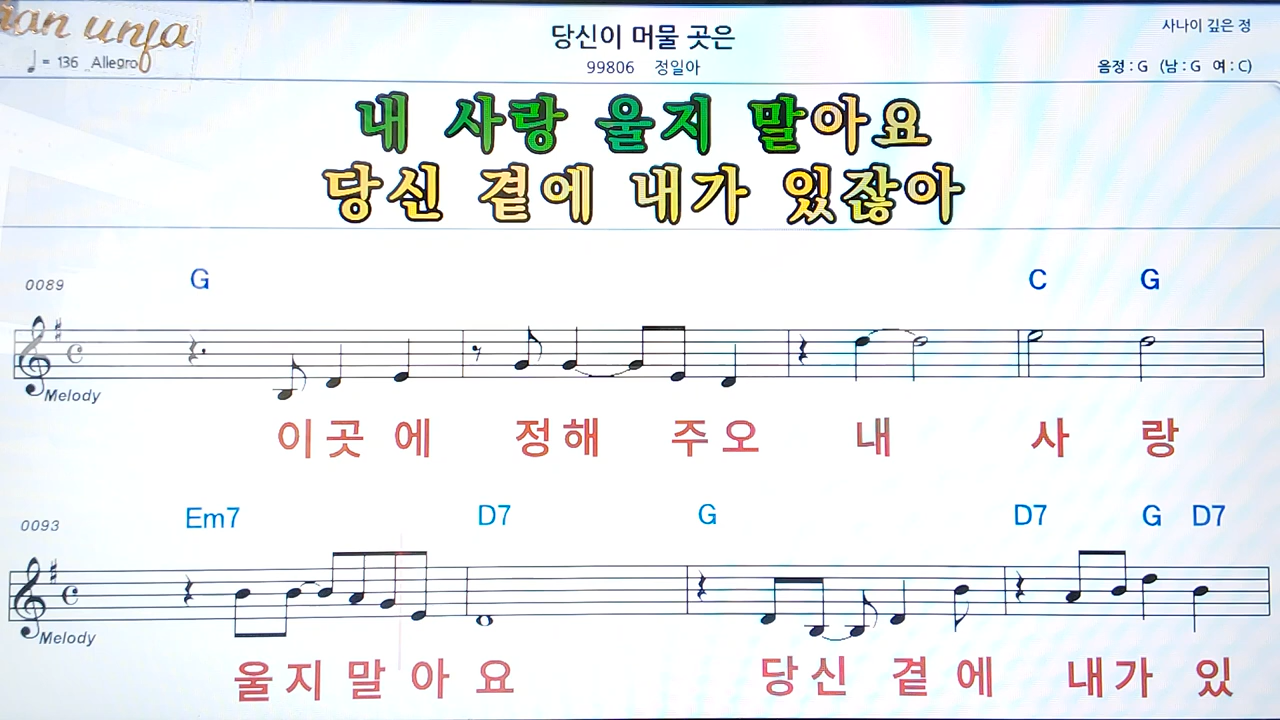 unja
당신이 머물 곳은
사나이 깊은 정
♩ = 136 Allegro
99806 정일아
음정 : G (남 : G 여 : C)
내 사랑 울지 말아요
당신 곁에 내가 있잖아
0089 G C G
Melody
이곳에 정해 주오 내 사랑
0093 Em7 D7 G D7 G D7
Melody
울지 말아요 당신 곁에 내가 있